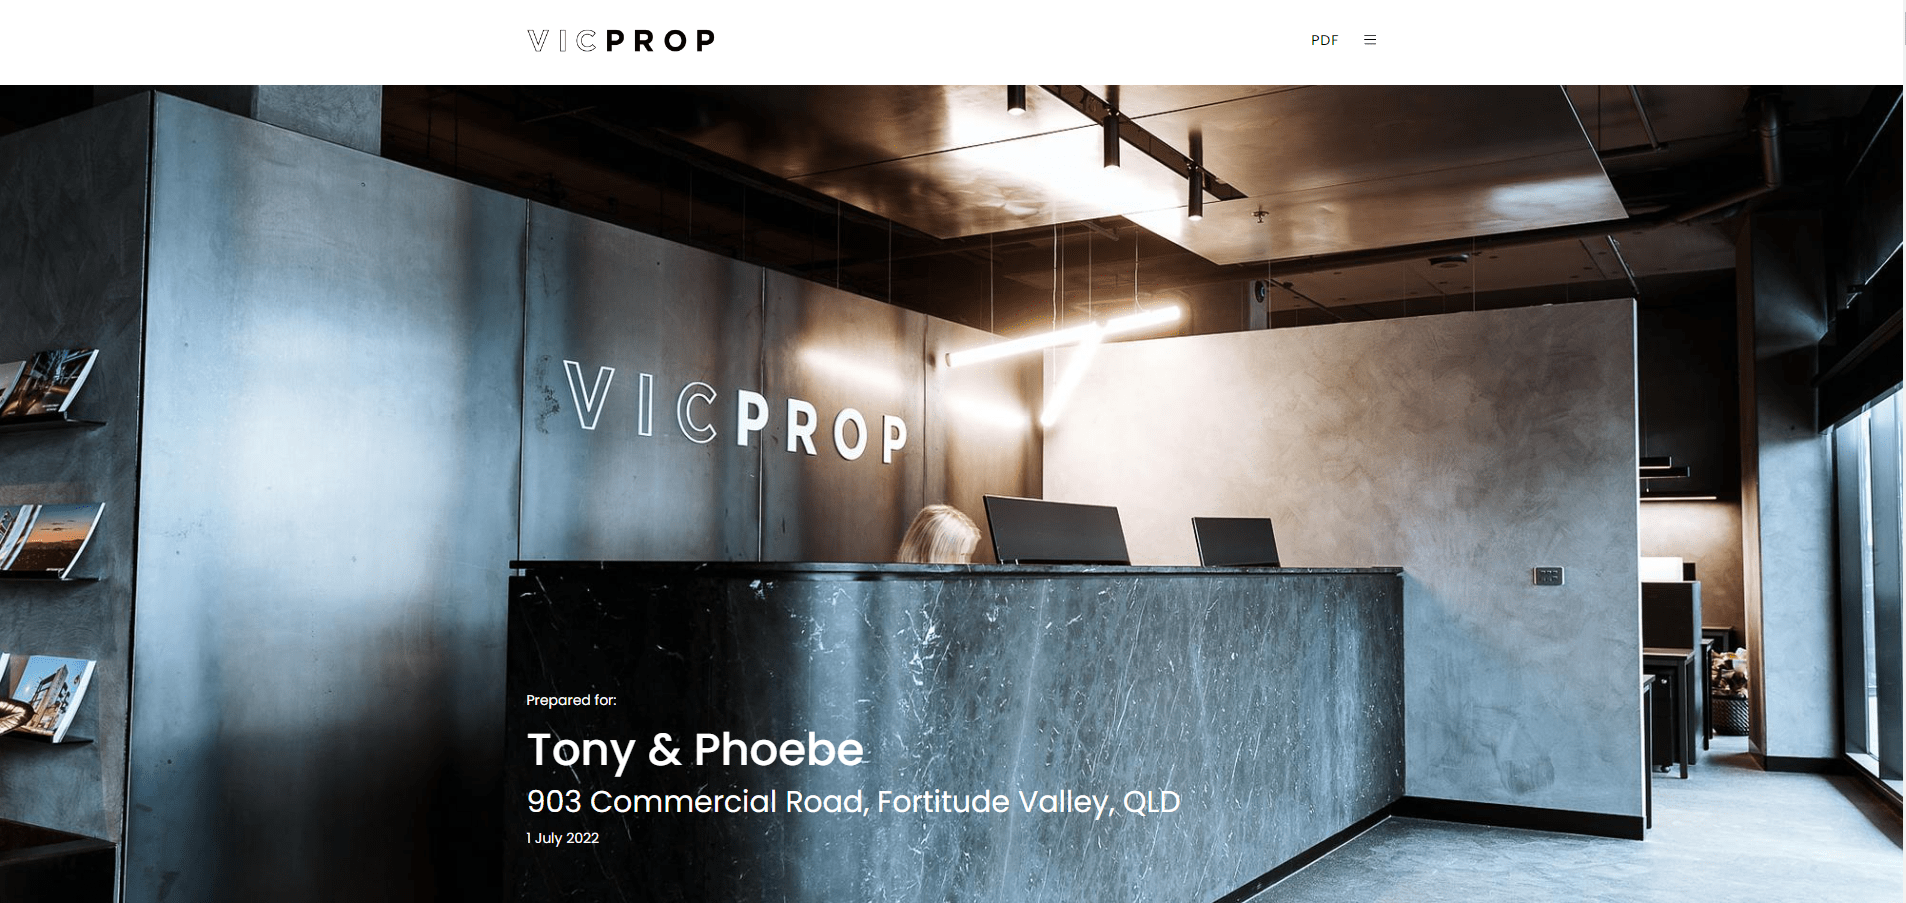 VICPROP
PDF
VICPROP
Prepared for:
Tony & Phoebe
903 Commercial Road, Fortitude Valley, QLD
1 July 2022